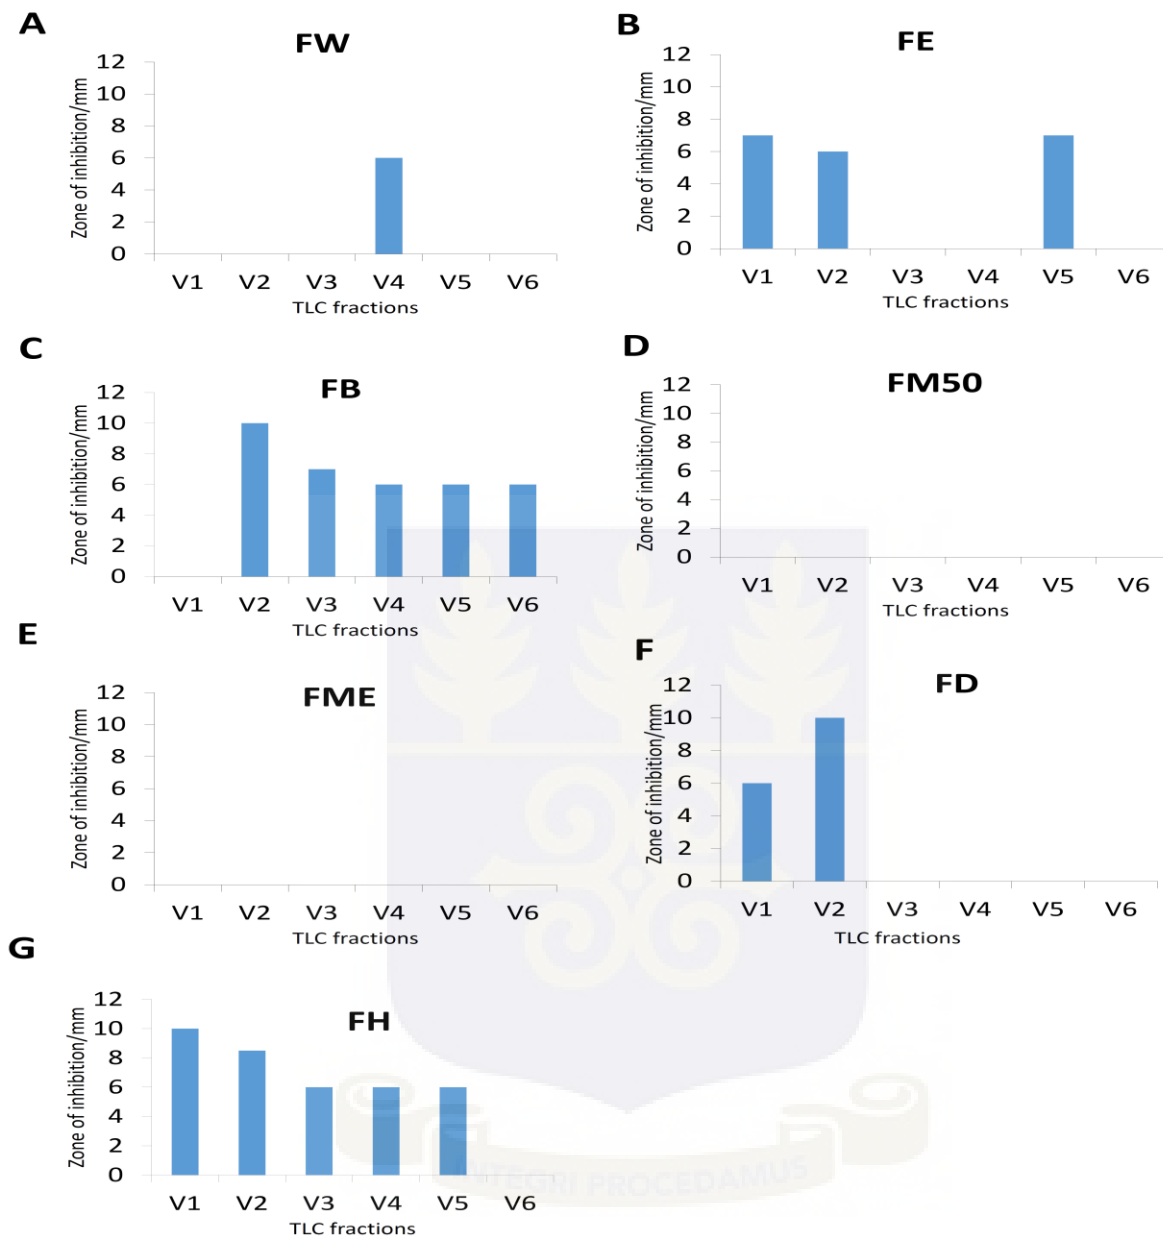 A
FW
Zone of inhibition/mm
12
10
8
6
4
2
0
V1 V2 V3 V4 V5 V6
TLC fractions
B
FE
Zone of inhibition/mm
12
10
8
6
4
2
0
V1 V2 V3 V4 V5 V6
TLC fractions
C
FB
Zone of inhibition/mm
12
10
8
6
4
2
0
V1 V2 V3 V4 V5 V6
TLC fractions
D
FM50
Zone of inhibition/mm
12
10
8
6
4
2
0
V1 V2 V3 V4 V5 V6
TLC fractions
E
FME
Zone of inhibition/mm
12
10
8
6
4
2
0
V1 V2 V3 V4 V5 V6
TLC fractions
F
FD
Zone of inhibition/mm
12
10
8
6
4
2
0
V1 V2 V3 V4 V5 V6
TLC fractions
G
FH
Zone of inhibition/mm
12
10
8
6
4
2
0
V1 V2 V3 V4 V5 V6
TLC fractions
INTEGRI PROCEDAMUS